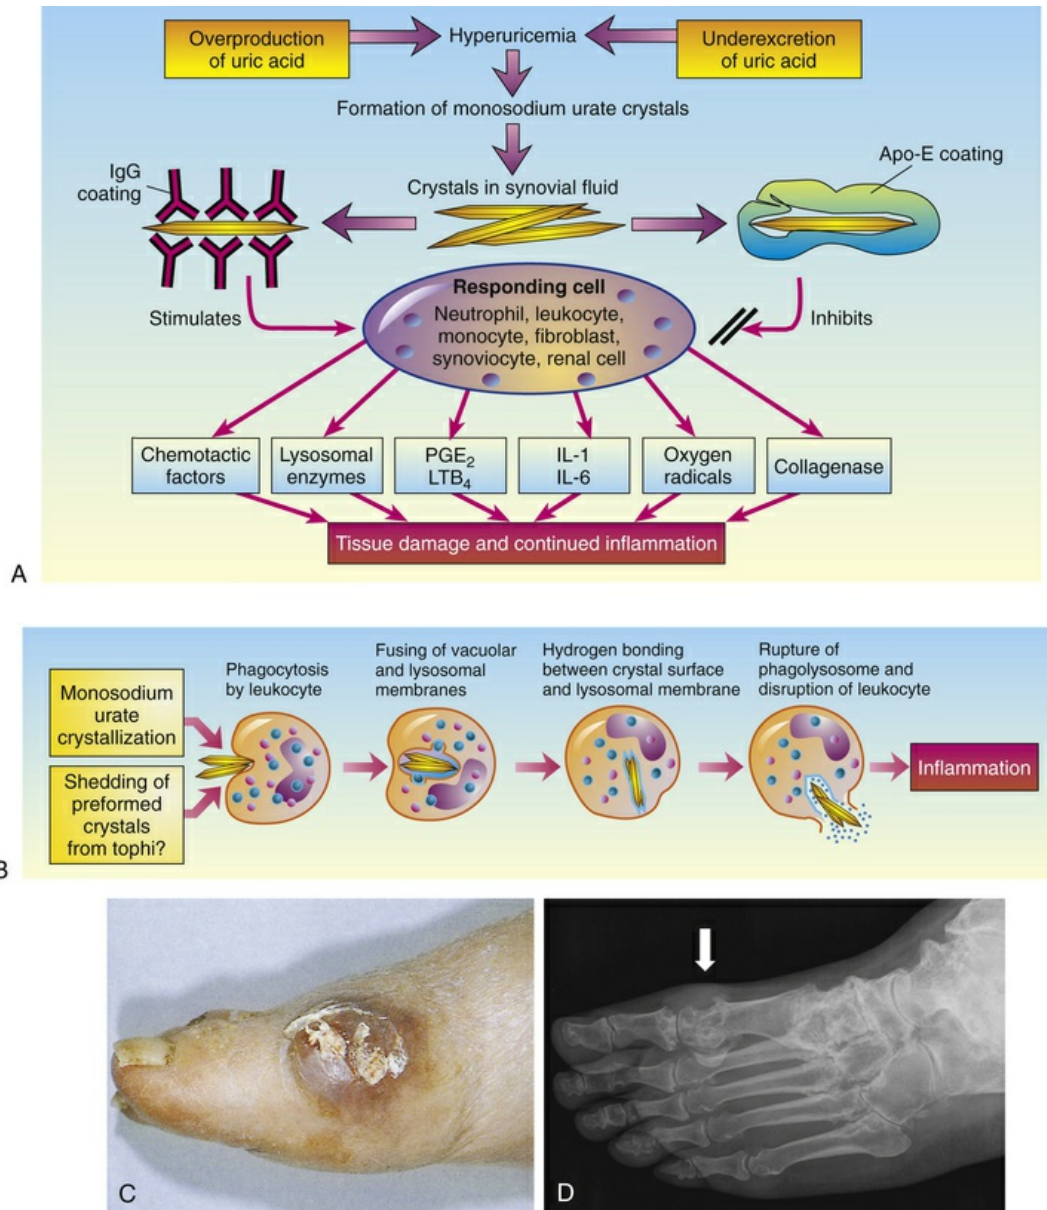 Overproduction
of uric acid
Hyperuricemia
Underexcretion
of uric acid
Formation of monosodium urate crystals
IgG
coating
Crystals in synovial fluid
Apo-E coating
Stimulates
Responding cell
Neutrophil, leukocyte,
monocyte, fibroblast,
synoviocyte, renal cell
Inhibits
Chemotactic
factors
Lysosomal
enzymes
PGE₂
LTB₄
IL-1
IL-6
Oxygen
radicals
Collagenase
Tissue damage and continued inflammation
A
Monosodium
urate
crystallization
Shedding of
preformed
crystals
from tophi?
Phagocytosis
by leukocyte
Fusing of vacuolar
and lysosomal
membranes
Hydrogen bonding
between crystal surface
and lysosomal membrane
Rupture of
phagolysosome and
disruption of leukocyte
Inflammation
B
C
D